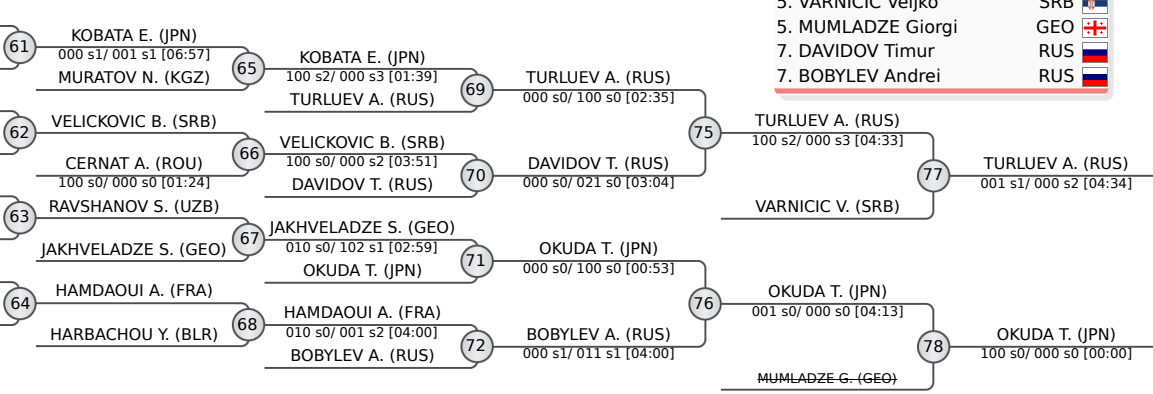 5. VARNICIC Veljko SRB
5. MUMLADZE Giorgi GEO
7. DAVIDOV Timur RUS
7. BOBYLEV Andrei RUS
61
KOBATA E. (JPN)
000 s1/ 001 s1 [06:57]
MURATOV N. (KGZ)
62
VELICKOVIC B. (SRB)
CERNAT A. (ROU)
100 s0/ 000 s0 [01:24]
63
RAVSHANOV S. (UZB)
JAKHVELADZE S. (GEO)
64
HAMDAOUI A. (FRA)
HARBACHOU Y. (BLR)
65
KOBATA E. (JPN)
100 s2/ 000 s3 [01:39]
TURLUEV A. (RUS)
66
VELICKOVIC B. (SRB)
100 s0/ 000 s2 [03:51]
DAVIDOV T. (RUS)
67
JAKHVELADZE S. (GEO)
010 s0/ 102 s1 [02:59]
OKUDA T. (JPN)
68
HAMDAOUI A. (FRA)
010 s0/ 001 s2 [04:00]
BOBYLEV A. (RUS)
69
TURLUEV A. (RUS)
000 s0/ 100 s0 [02:35]
70
DAVIDOV T. (RUS)
000 s0/ 021 s0 [03:04]
71
OKUDA T. (JPN)
000 s0/ 100 s0 [00:53]
72
BOBYLEV A. (RUS)
000 s1/ 011 s1 [04:00]
75
TURLUEV A. (RUS)
100 s2/ 000 s3 [04:33]
VARNICIC V. (SRB)
76
OKUDA T. (JPN)
001 s0/ 000 s0 [04:13]
MUMLADZE G. (GEO)
77
TURLUEV A. (RUS)
001 s1/ 000 s2 [04:34]
78
OKUDA T. (JPN)
100 s0/ 000 s0 [00:00]